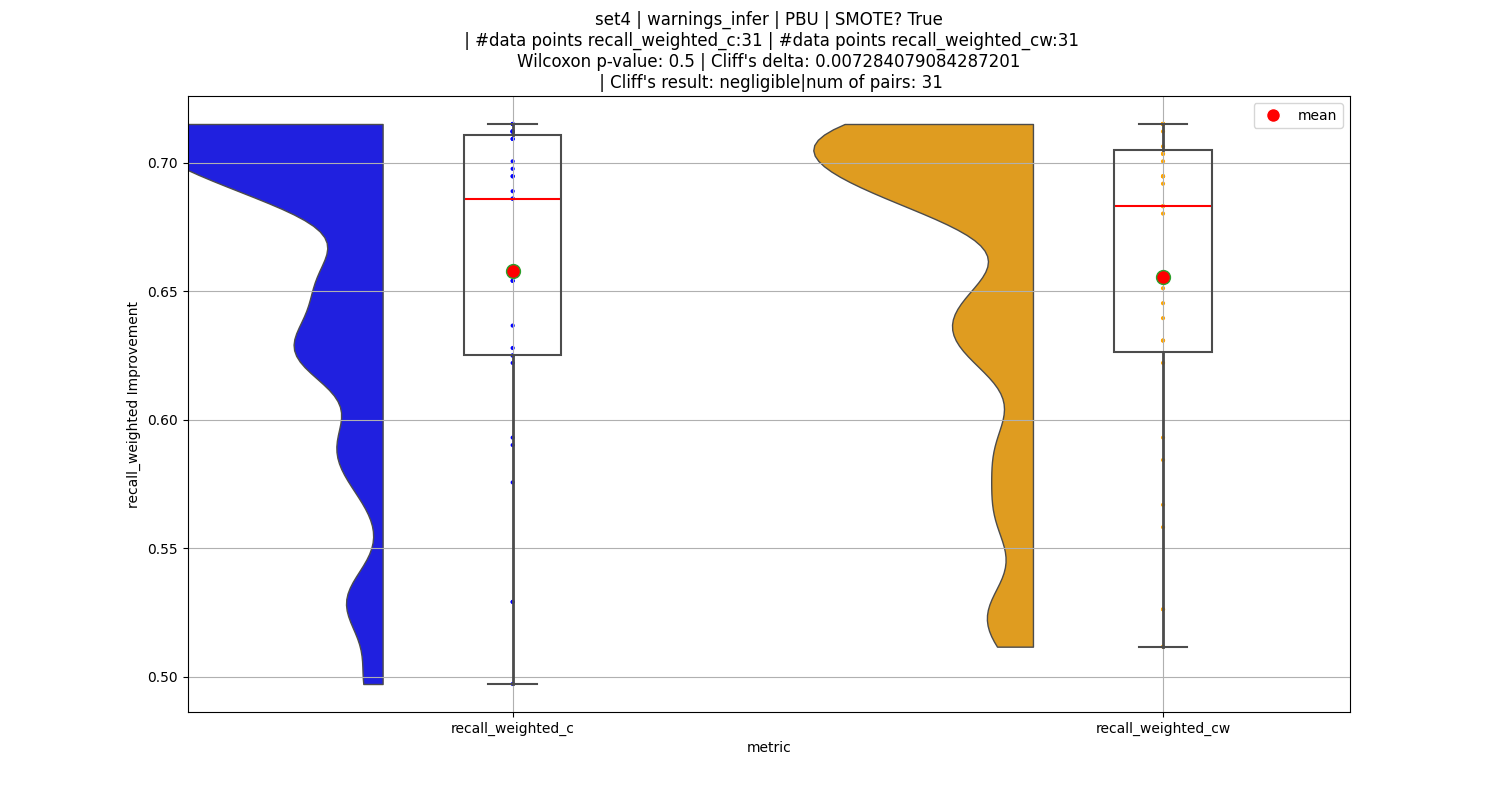 set4 | warnings_infer | PBU | SMOTE? True
| #data points recall_weighted_c:31 | #data points recall_weighted_cw:31
Wilcoxon p-value: 0.5 | Cliff's delta: 0.007284079084287201
| Cliff's result: negligible|num of pairs: 31
mean
0.70
0.65
0.60
0.55
0.50
recall_weighted Improvement
recall_weighted_c
recall_weighted_cw
metric